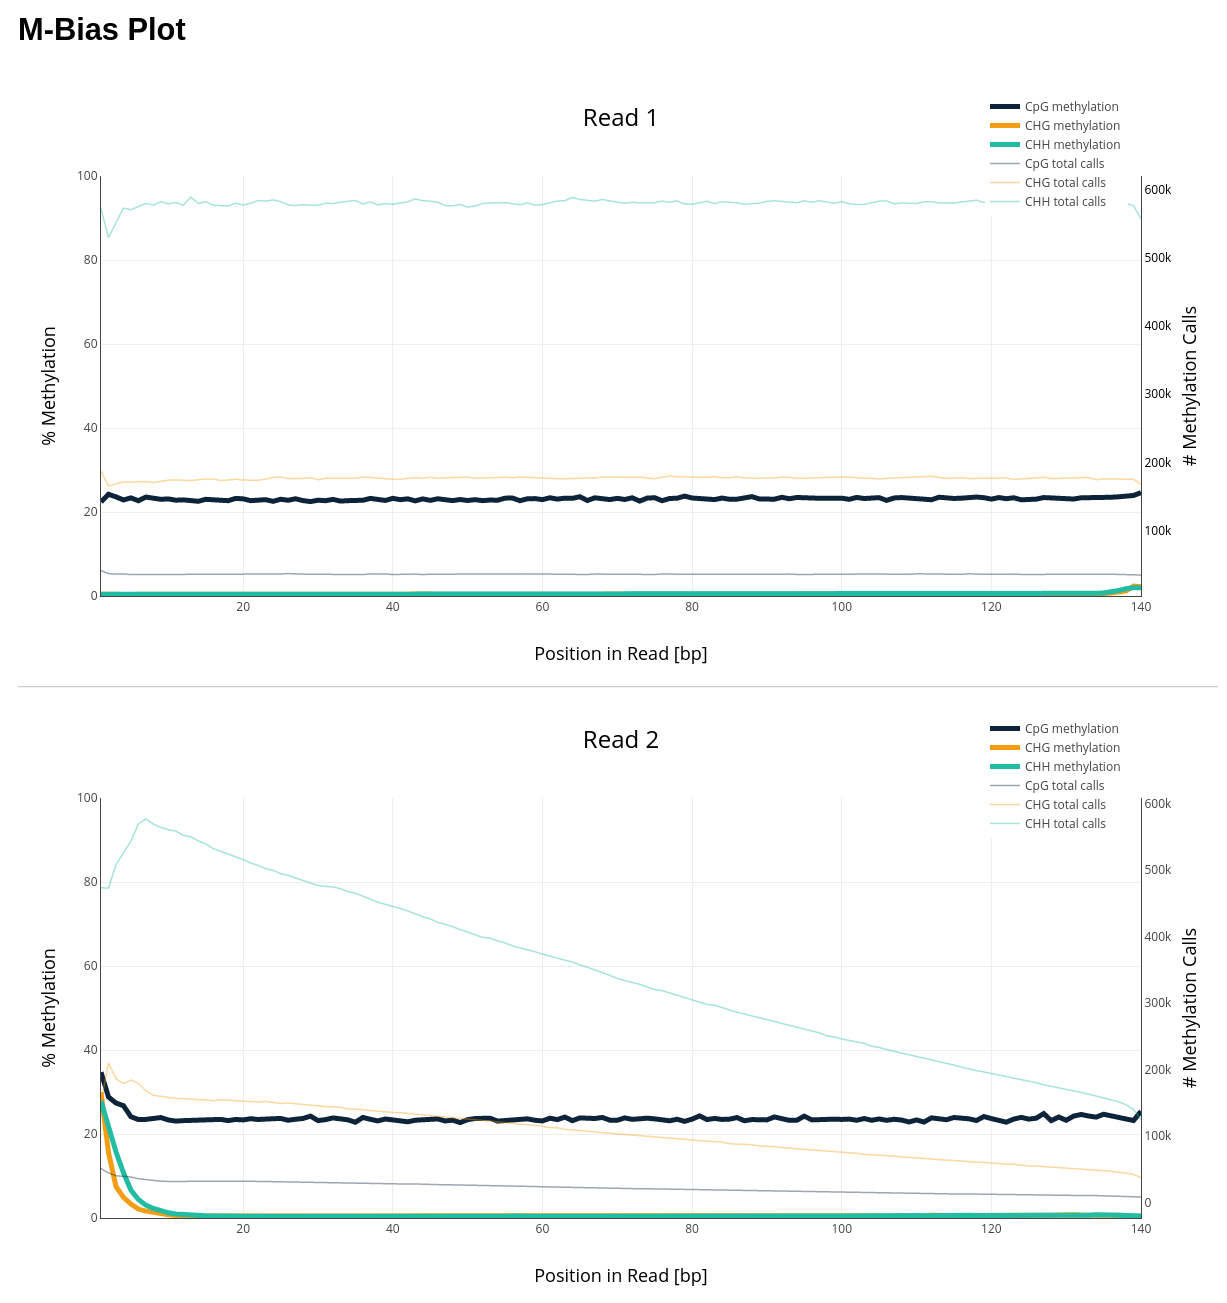 M-Bias Plot
Read 1
CpG methylation
CHG methylation
CHH methylation
CpG total calls
CHG total calls
CHH total calls
100
80
60
40
20
0
% Methylation
600k
500k
400k
300k
200k
100k
# Methylation Calls
20
40
60
80
100
120
140
Position in Read [bp]
Read 2
CpG methylation
CHG methylation
CHH methylation
CpG total calls
CHG total calls
CHH total calls
100
80
60
40
20
0
% Methylation
600k
500k
400k
300k
200k
100k
0
# Methylation Calls
20
40
60
80
100
120
140
Position in Read [bp]